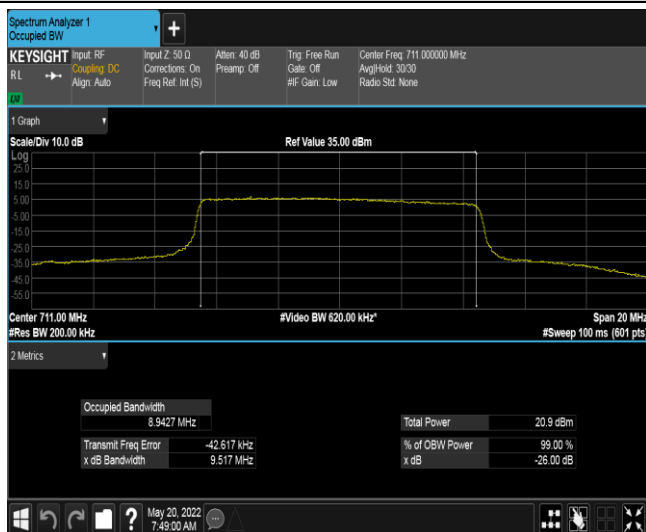 Spectrum Analyzer 1
Occupied BW
+
KEYSIGHT
RL
Input: RF
Coupling: DC
Align: Auto
Input Z: 50 Ω
Corrections: On
Freq Ref: Int (S)
Atten: 40 dB
Preamp: Off
Trig: Free Run
Gate: Off
#IF Gain: Low
Center Freq: 711.000000 MHz
Avg|Hold: 30/30
Radio Std: None
1 Graph
Scale/Div 10.0 dB
Ref Value 35.00 dBm
Log
25.0
15.0
5.00
-5.00
-15.0
-25.0
-35.0
-45.0
-55.0
Center 711.00 MHz
#Video BW 620.00 kHz*
Span 20 MHz
#Res BW 200.00 kHz
#Sweep 100 ms (601 pts)
2 Metrics
Occupied Bandwidth
8.9427 MHz
Total Power 20.9 dBm
Transmit Freq Error -42.617 kHz
% of OBW Power 99.00 %
x dB Bandwidth 9.517 MHz
x dB -26.00 dB
?
May 20, 2022
7:49:00 AM